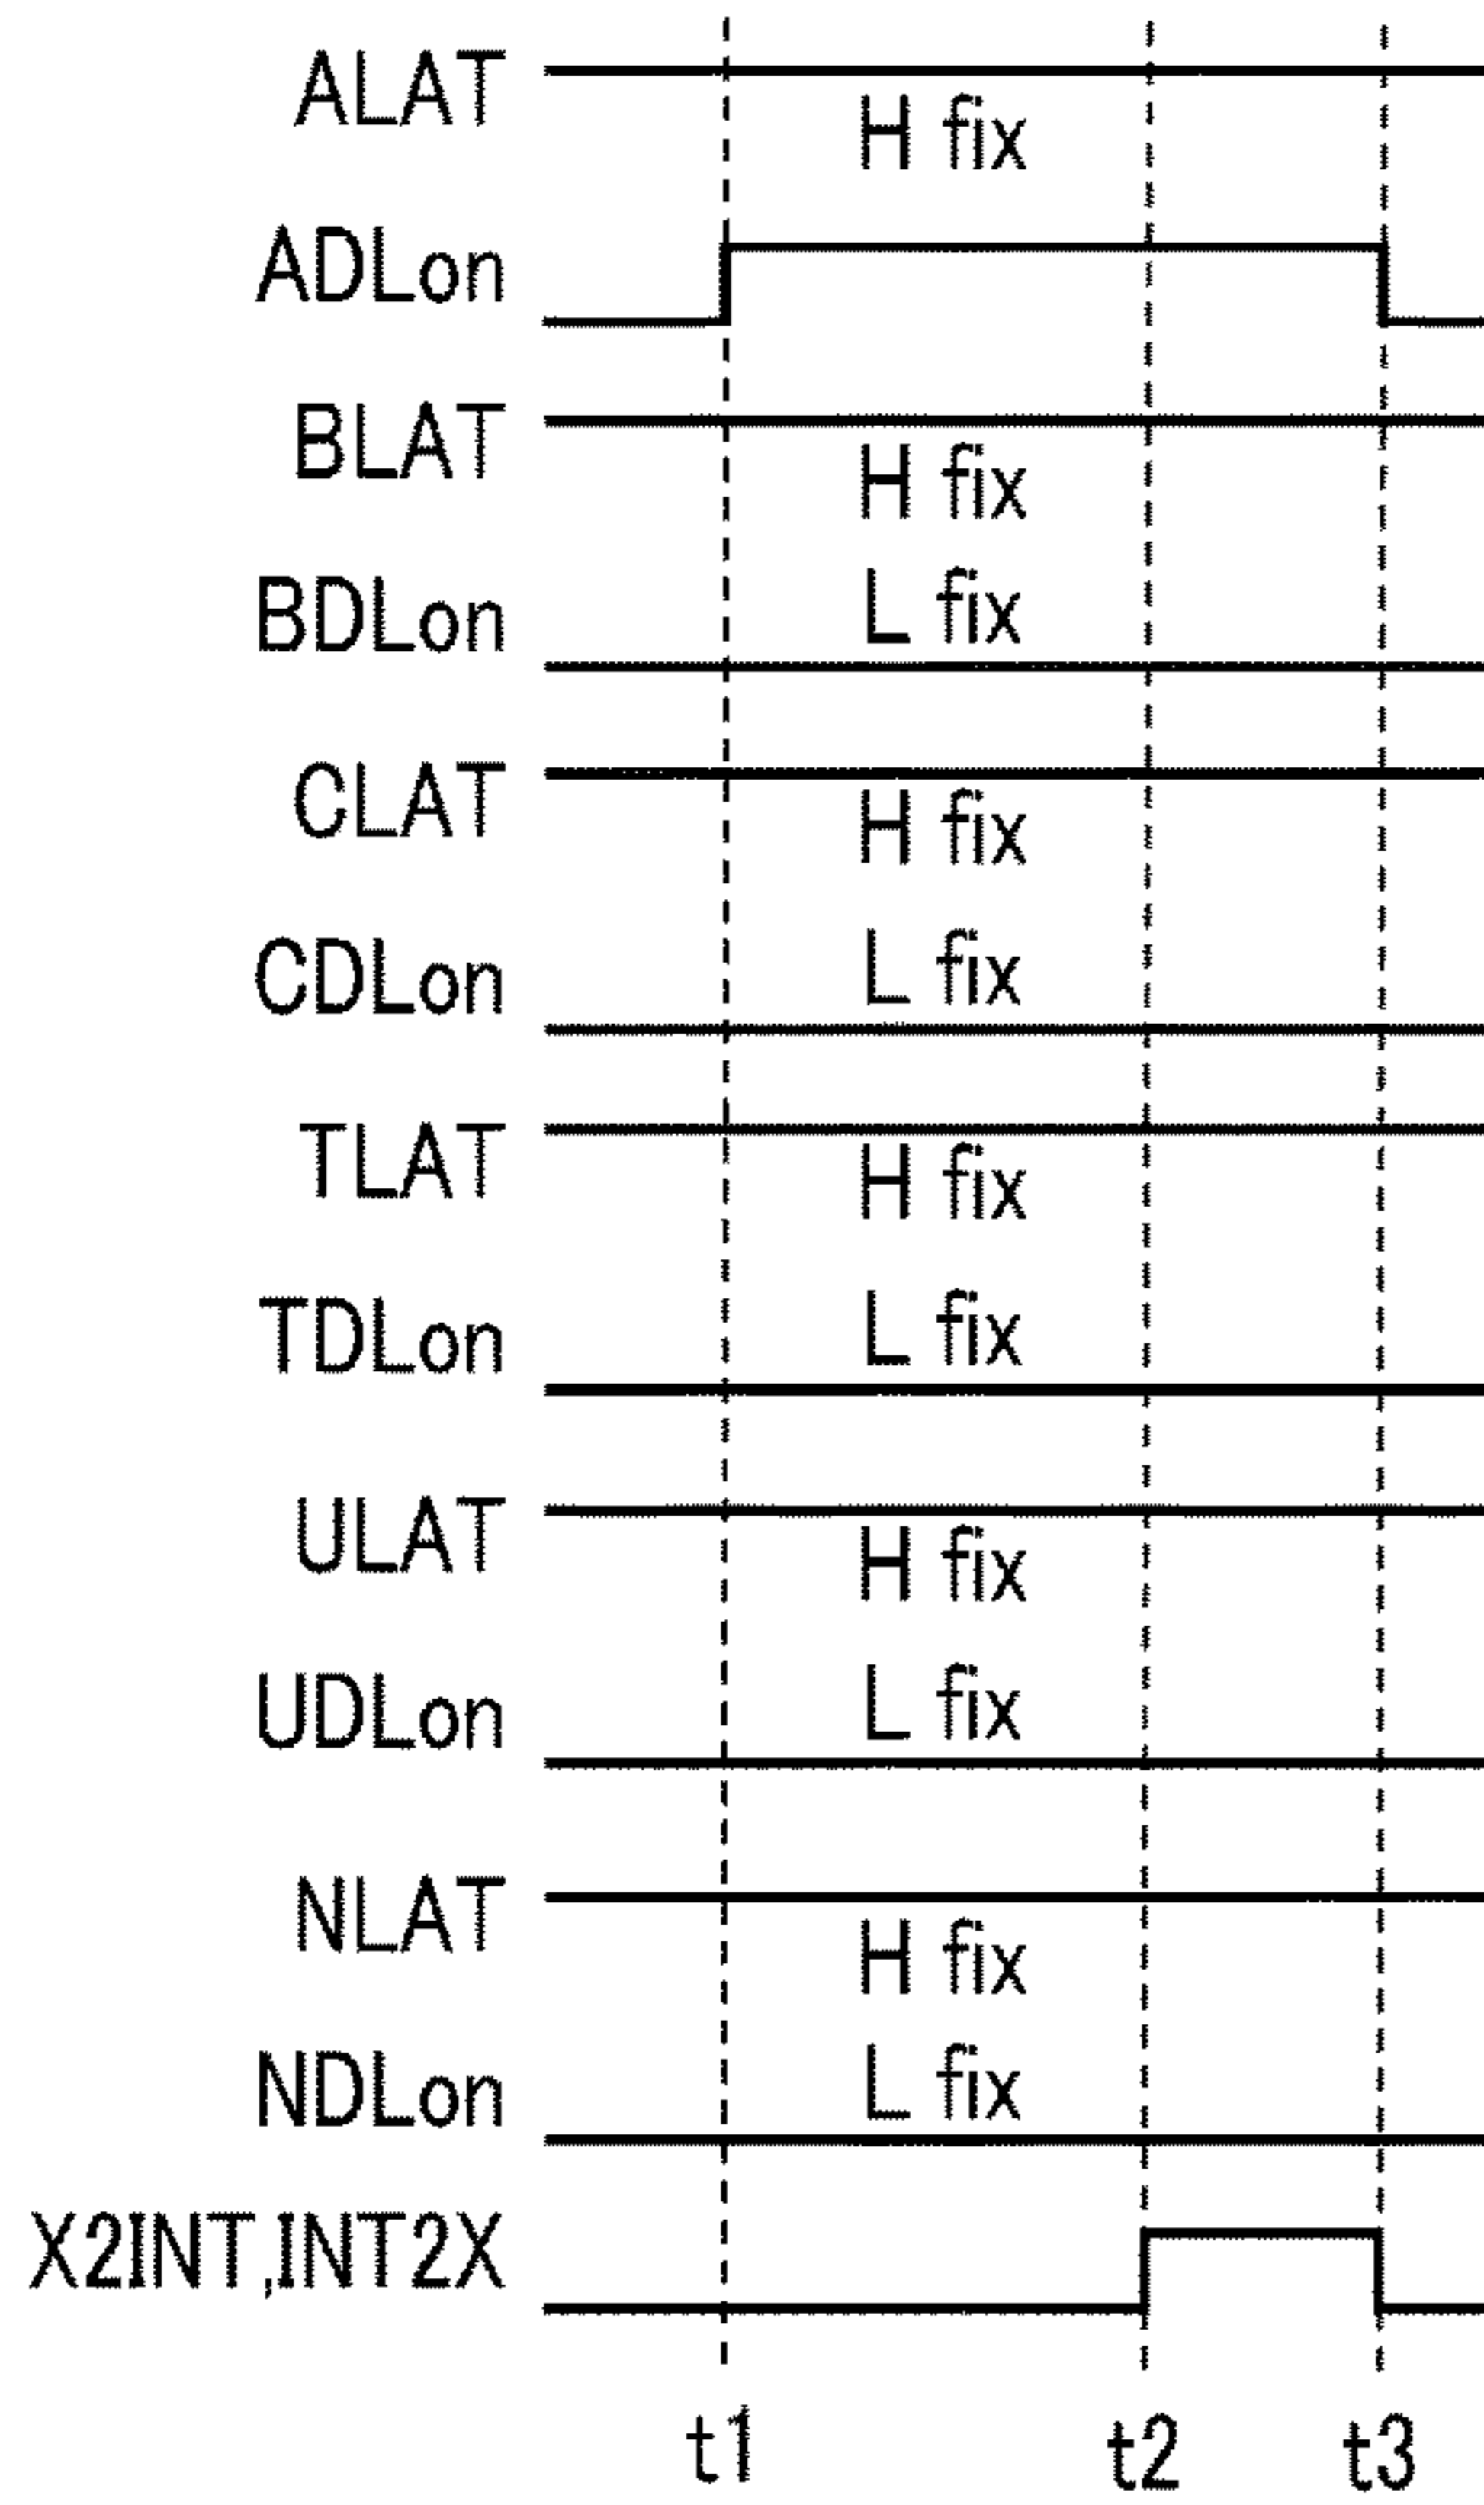 ALAT
H fix
ADLon
BLAT
H fix
BDLon
L fix
CLAT
H fix
CDLon
L fix
TLAT
H fix
TDLon
L fix
ULAT
H fix
UDLon
L fix
NLAT
H fix
NDLon
L fix
X2INT,INT2X
t1 t2 t3